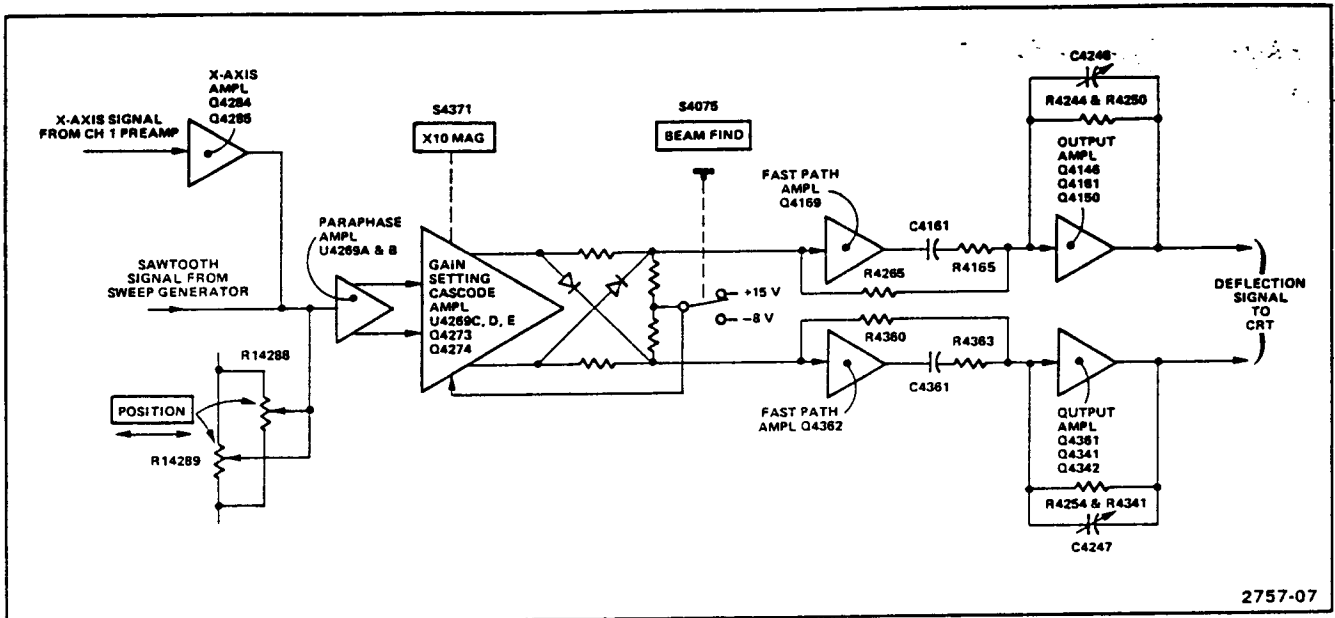 X-AXIS
AMPL
Q4284
Q4285
X-AXIS SIGNAL
FROM CH 1 PREAMP
S4371
X10 MAG
S4075
BEAM FIND
PARAPHASE
AMPL
U4269A & B
SAWTOOTH
SIGNAL FROM
SWEEP GENERATOR
GAIN
SETTING
CASCODE
AMPL
U4269C, D, E
Q4273
Q4274
+15 V
-8 V
R14288
POSITION
R14289
FAST PATH
AMPL
Q4169
C4161
R4165
R4265
R4360
R4363
C4361
FAST PATH
AMPL Q4362
C4246
R4244 & R4250
OUTPUT
AMPL
Q4146
Q4161
Q4150
DEFLECTION
SIGNAL
TO
CRT
OUTPUT
AMPL
Q4361
Q4341
Q4342
R4254 & R4341
C4247
2757-07